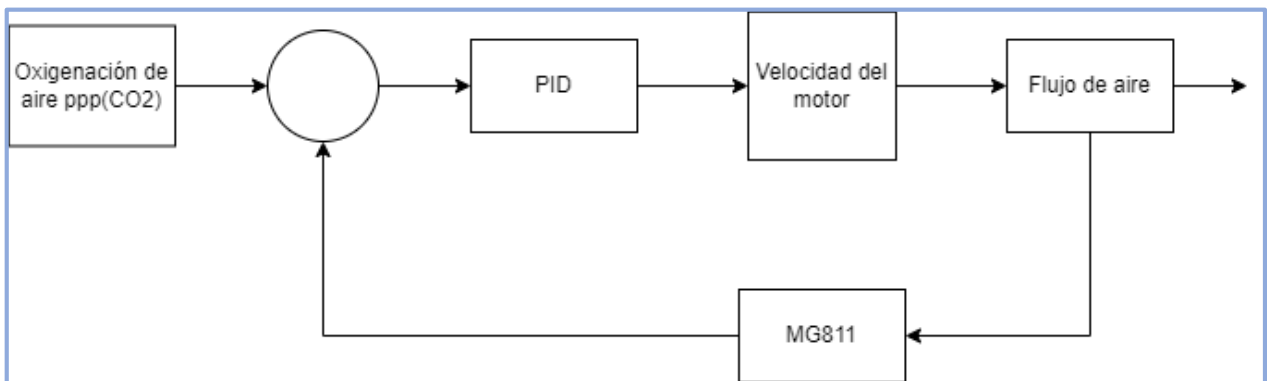 Oxigenación de
aire ppp(CO2)
PID
Velocidad del
motor
Flujo de aire
MG811